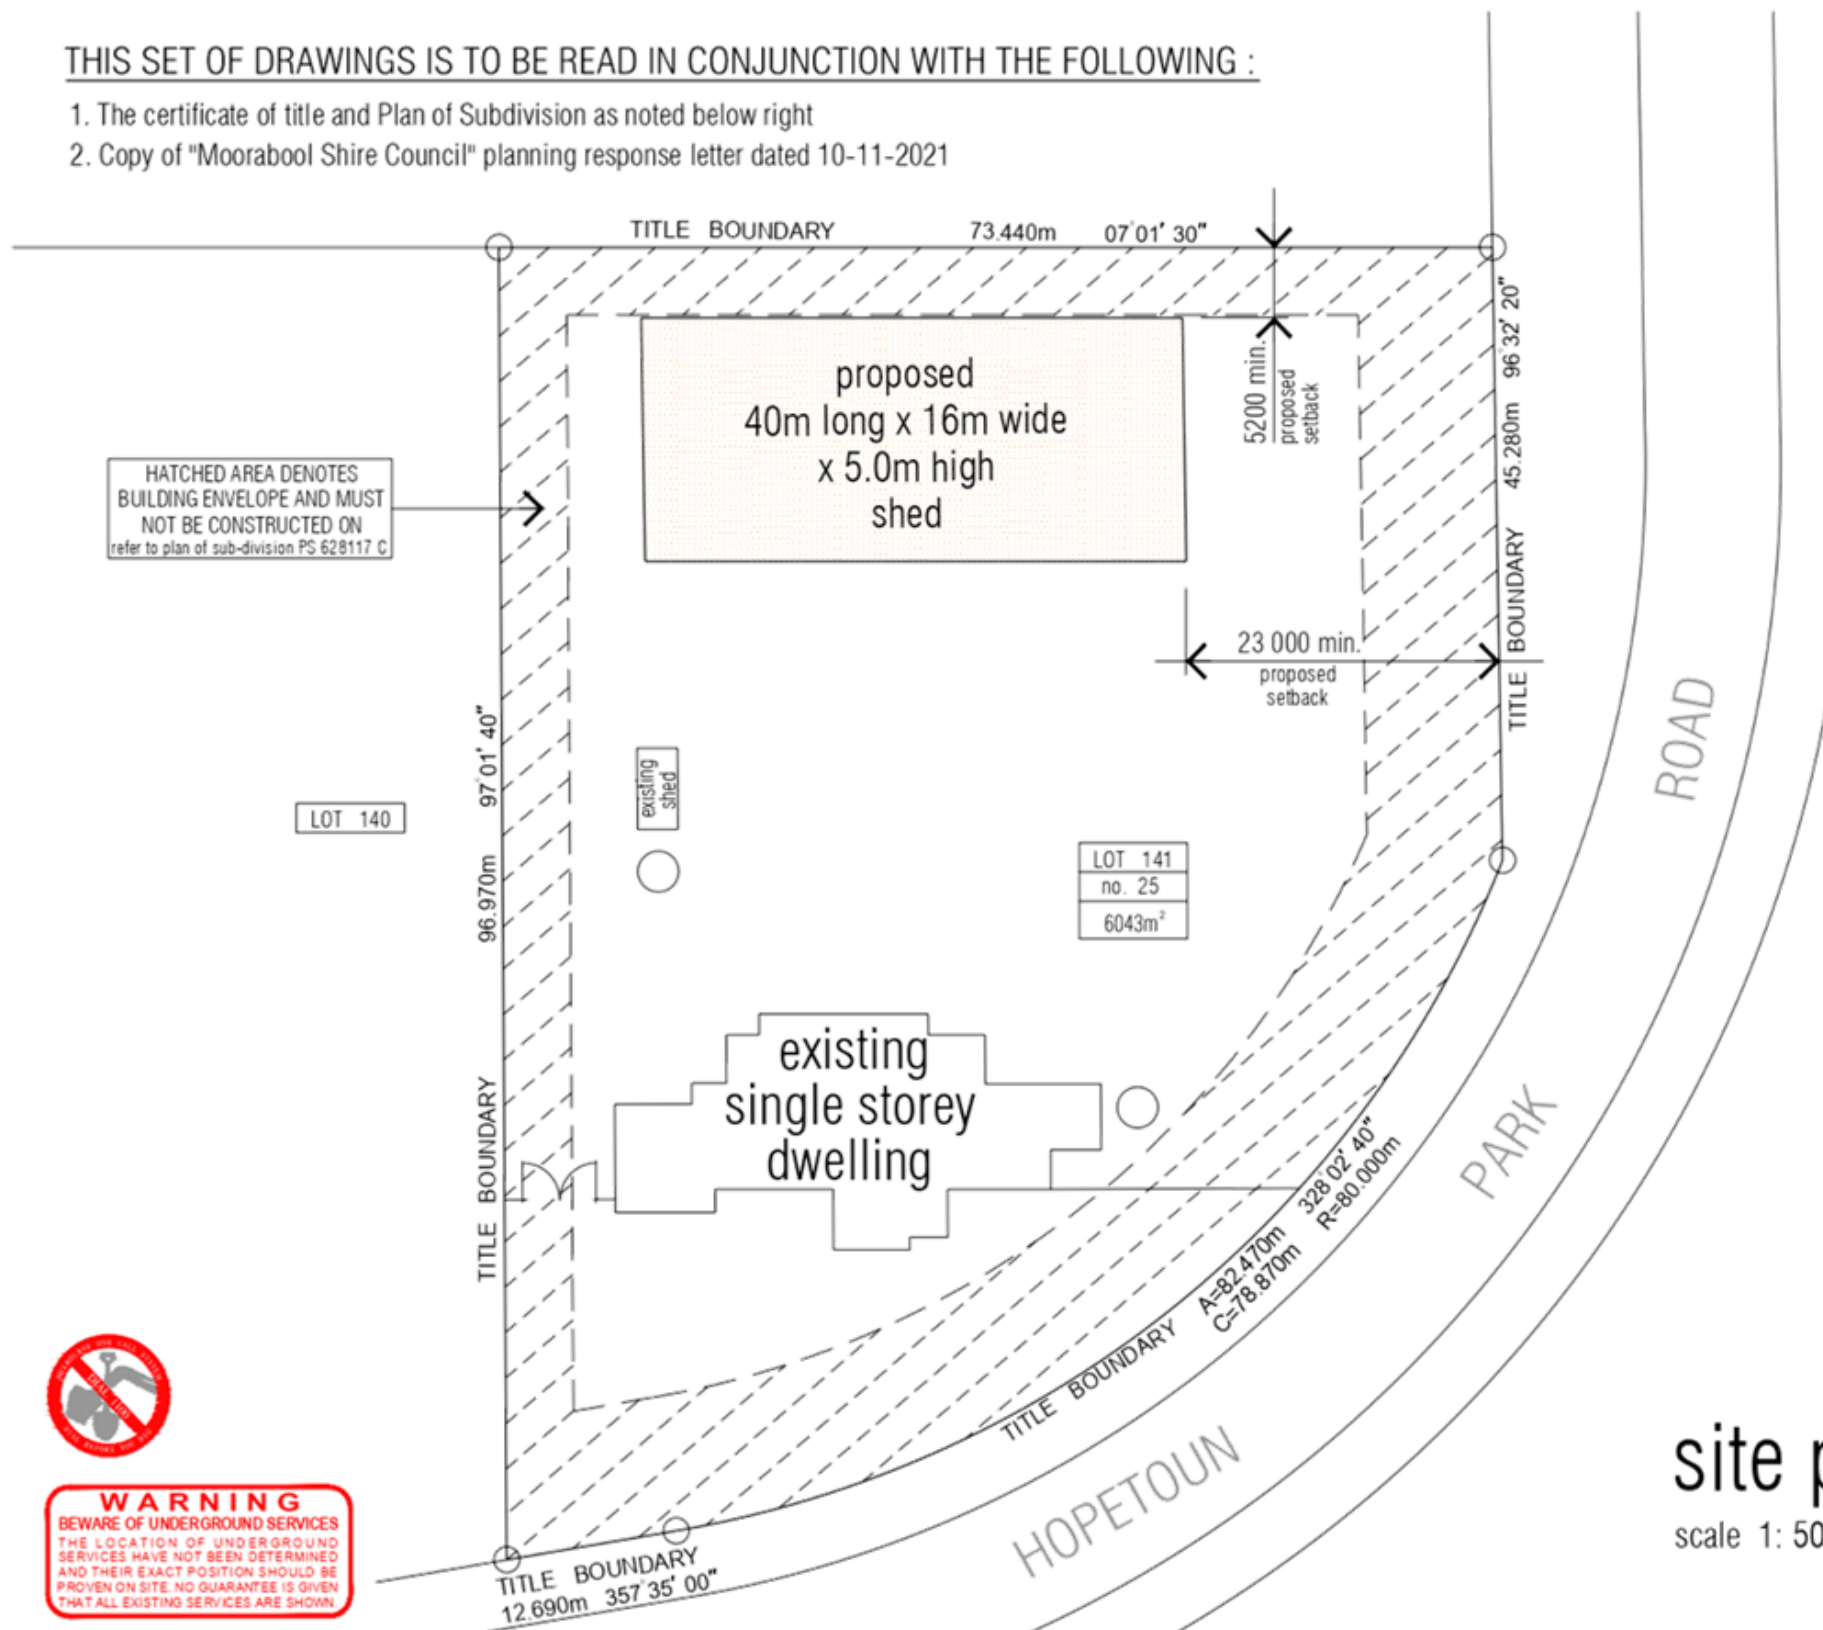 THIS SET OF DRAWINGS IS TO BE READ IN CONJUNCTION WITH THE FOLLOWING :
1. The certificate of title and Plan of Subdivision as noted below right
2. Copy of "Moorabool Shire Council" planning response letter dated 10-11-2021
TITLE BOUNDARY 73.440m 07°01' 30"
96°32' 20"
45.280m
TITLE BOUNDARY
proposed
40m long x 16m wide
x 5.0m high
shed
5200 min.
proposed
setback
HATCHED AREA DENOTES
BUILDING ENVELOPE AND MUST
NOT BE CONSTRUCTED ON
refer to plan of sub-division PS 628117 C
23 000 min.
proposed
setback
ROAD
97°01' 40"
96.970m
TITLE BOUNDARY
existing
shed
LOT 140
LOT 141
no. 25
6043m²
existing
single storey
dwelling
PARK
A=82.470m 328°02' 40"
C=78.870m R=80.000m
TITLE BOUNDARY
HOPETOUN
site
scale 1: 50
DIAL 1100
DIAL BEFORE YOU DIG
WARNING
BEWARE OF UNDERGROUND SERVICES
THE LOCATION OF UNDERGROUND
SERVICES HAVE NOT BEEN DETERMINED
AND THEIR EXACT POSITION SHOULD BE
PROVEN ON SITE. NO GUARANTEE IS GIVEN
THAT ALL EXISTING SERVICES ARE SHOWN
TITLE BOUNDARY
12.690m 357°35' 00"